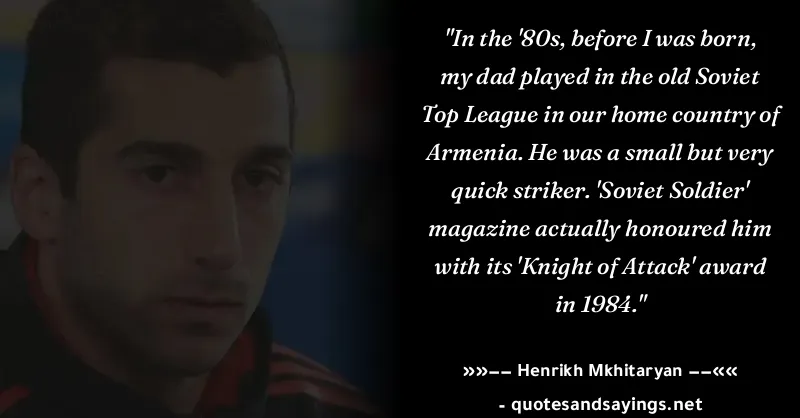 "In the '80s, before I was born,
my dad played in the old Soviet
Top League in our home country of
Armenia. He was a small but very
quick striker. 'Soviet Soldier'
magazine actually honoured him
with its 'Knight of Attack' award
in 1984."
»»−− Henrikh Mkhitaryan −−««
- quotesandsayings.net